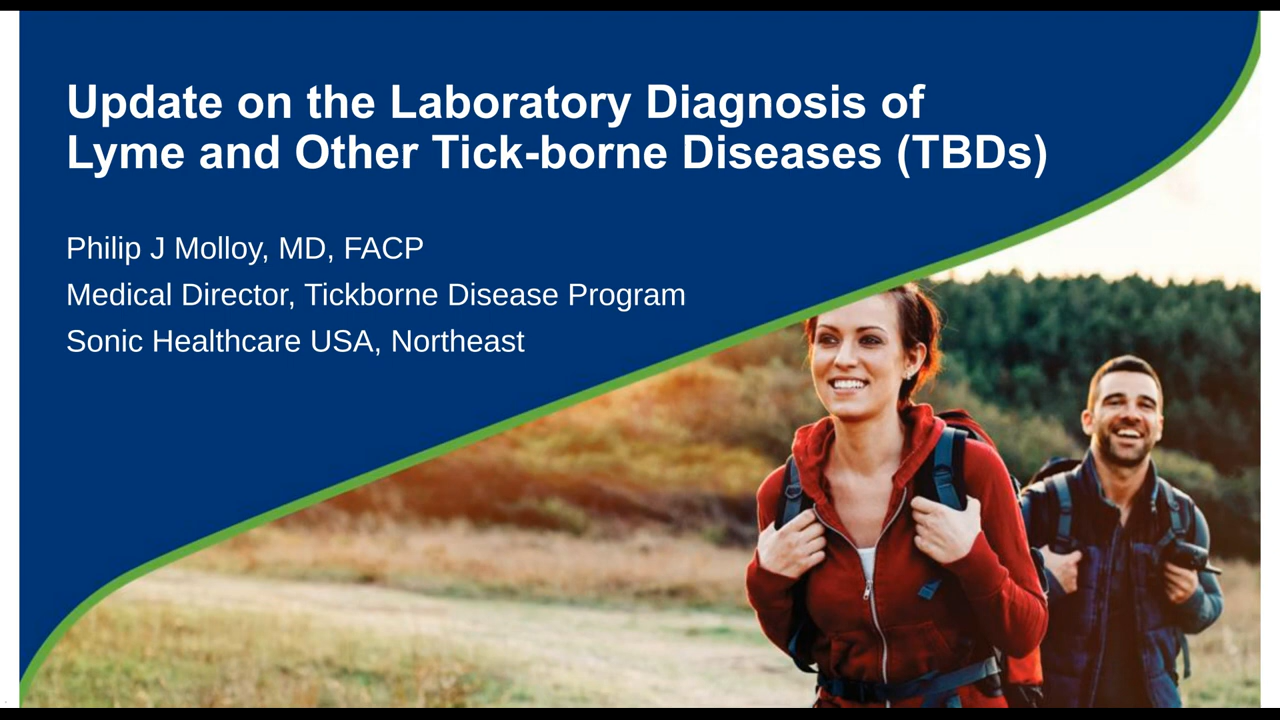 Update on the Laboratory Diagnosis of
Lyme and Other Tick-borne Diseases (TBDs)
Philip J Molloy, MD, FACP
Medical Director, Tickborne Disease Program
Sonic Healthcare USA, Northeast